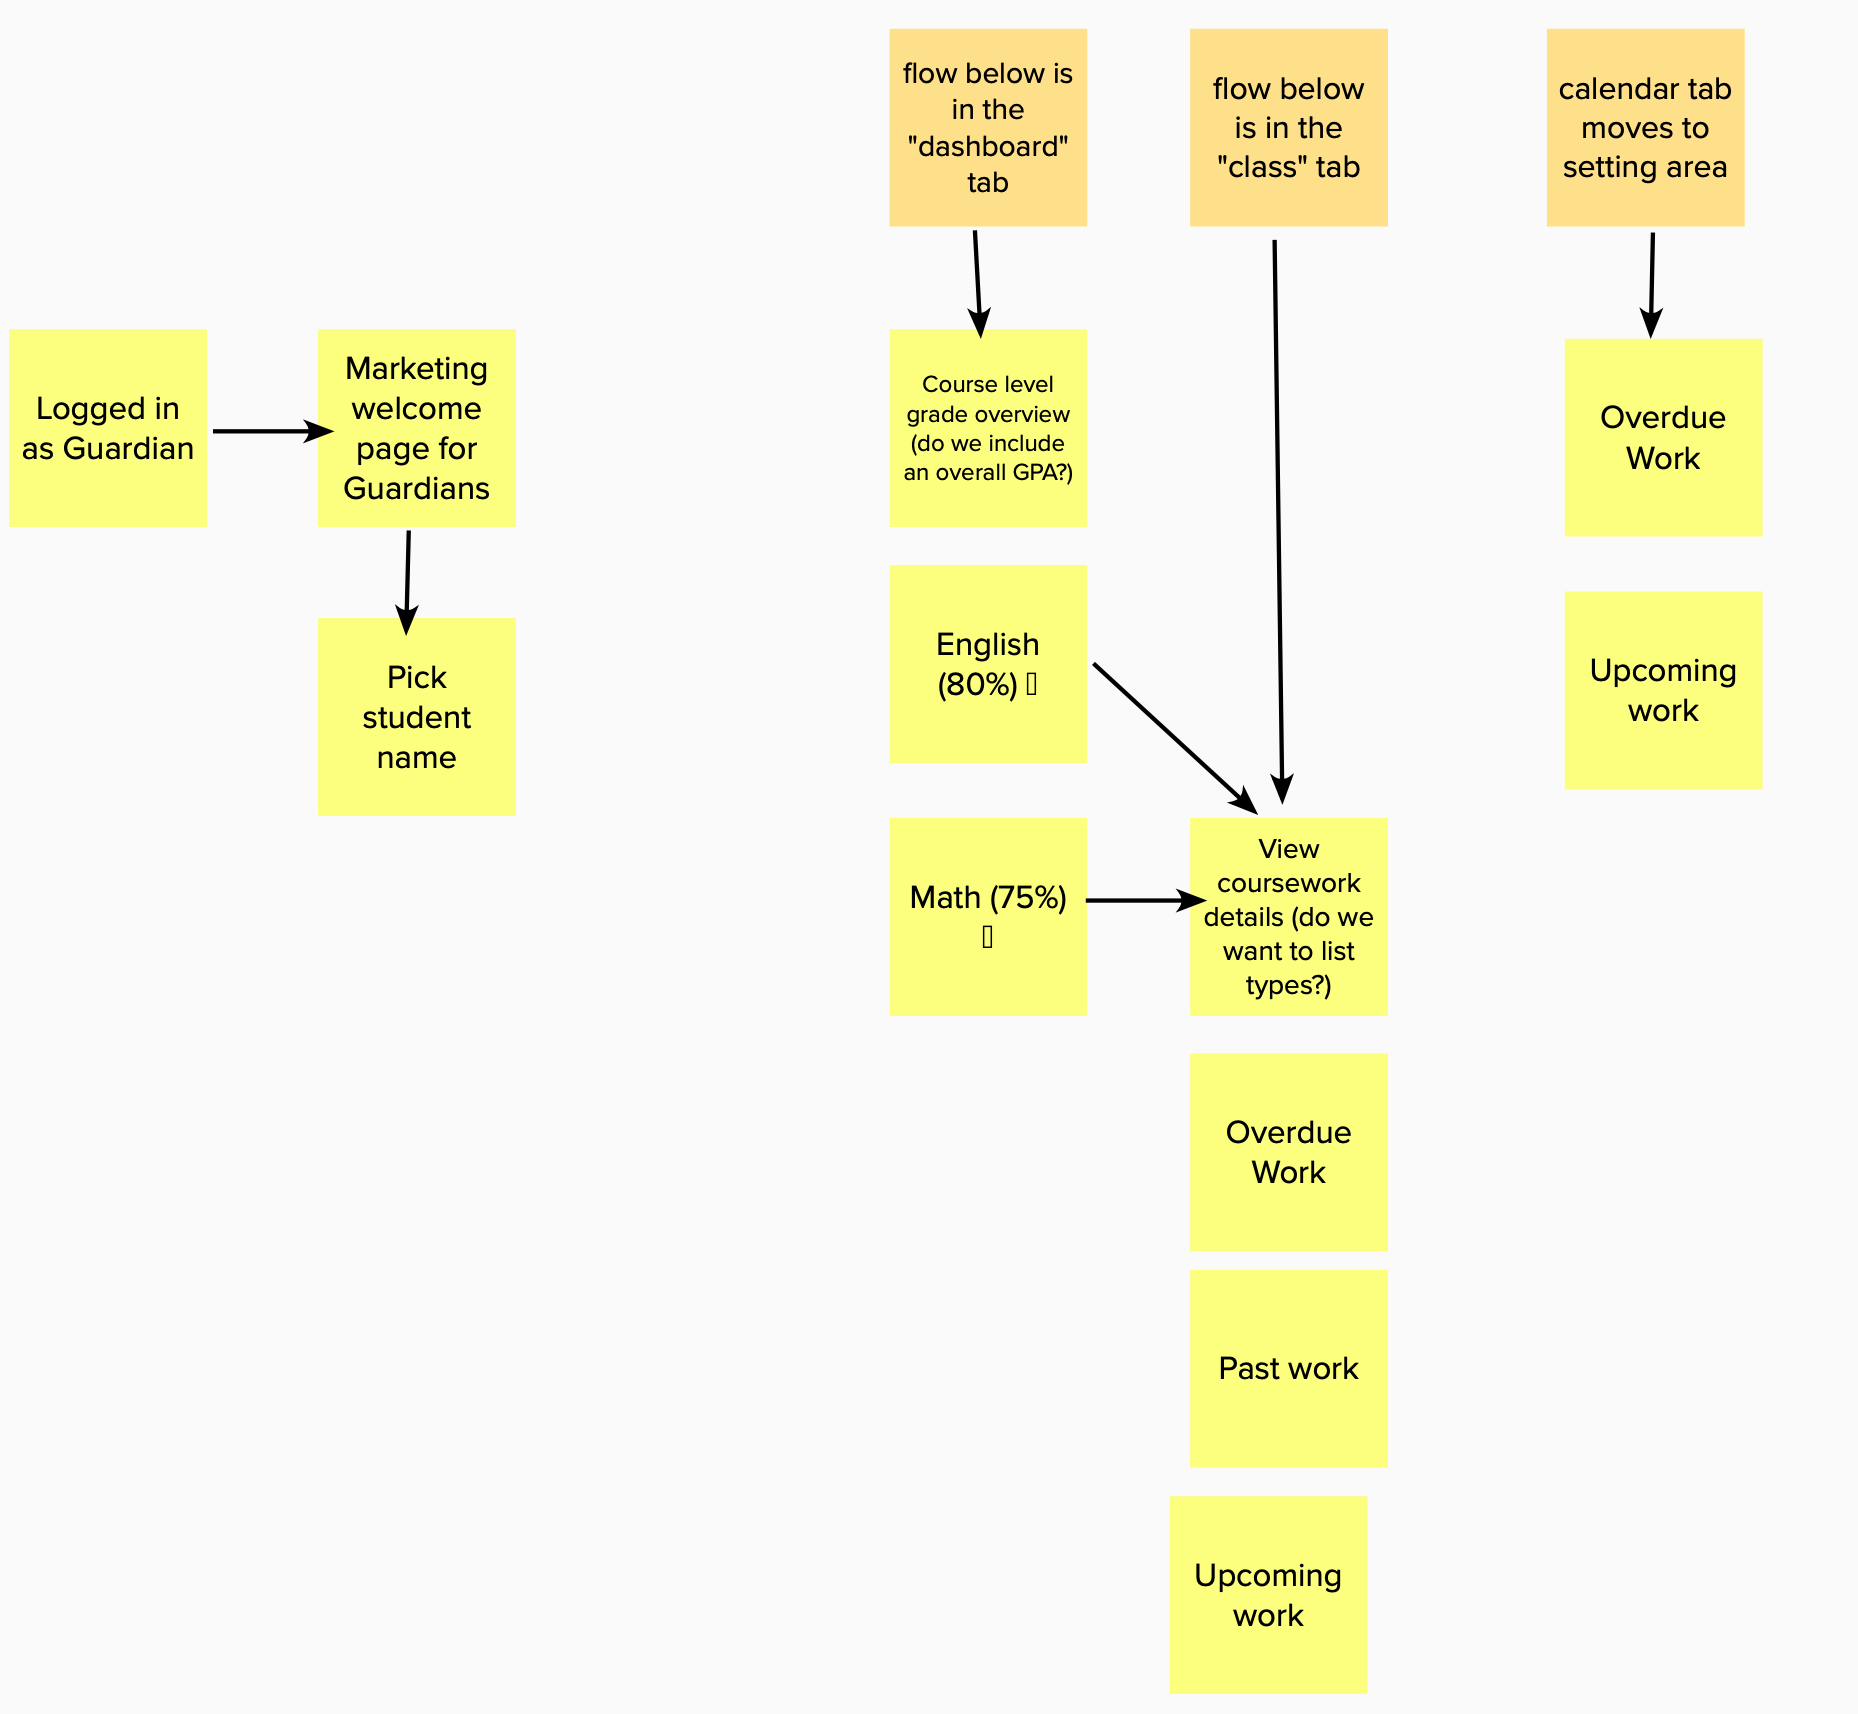 flow below is
in the
"dashboard"
tab
flow below
is in the
"class" tab
calendar tab
moves to
setting area
Logged in
as Guardian
Marketing
welcome
page for
Guardians
Course level
grade overview
(do we include
an overall GPA?)
Overdue
Work
Pick
student
name
English
(80%) ▯
Upcoming
work
Math (75%)
▯
View
coursework
details (do we
want to list
types?)
Overdue
Work
Past work
Upcoming
work